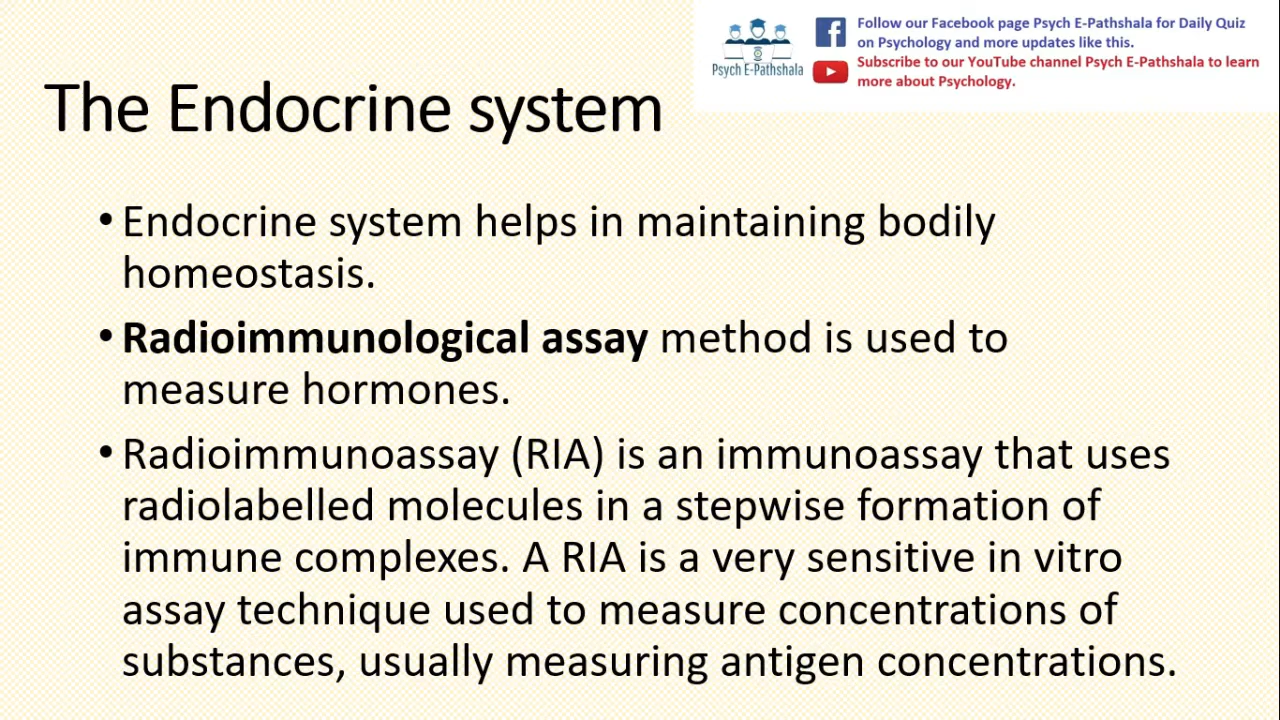 Psych E-Pathshala
Follow our Facebook page Psych E-Pathshala for Daily Quiz
on Psychology and more updates like this.
Subscribe to our YouTube channel Psych E-Pathshala to learn
more about Psychology.
The Endocrine system
•Endocrine system helps in maintaining bodily
homeostasis.
•Radioimmunological assay method is used to
measure hormones.
•Radioimmunoassay (RIA) is an immunoassay that uses
radiolabelled molecules in a stepwise formation of
immune complexes. A RIA is a very sensitive in vitro
assay technique used to measure concentrations of
substances, usually measuring antigen concentrations.